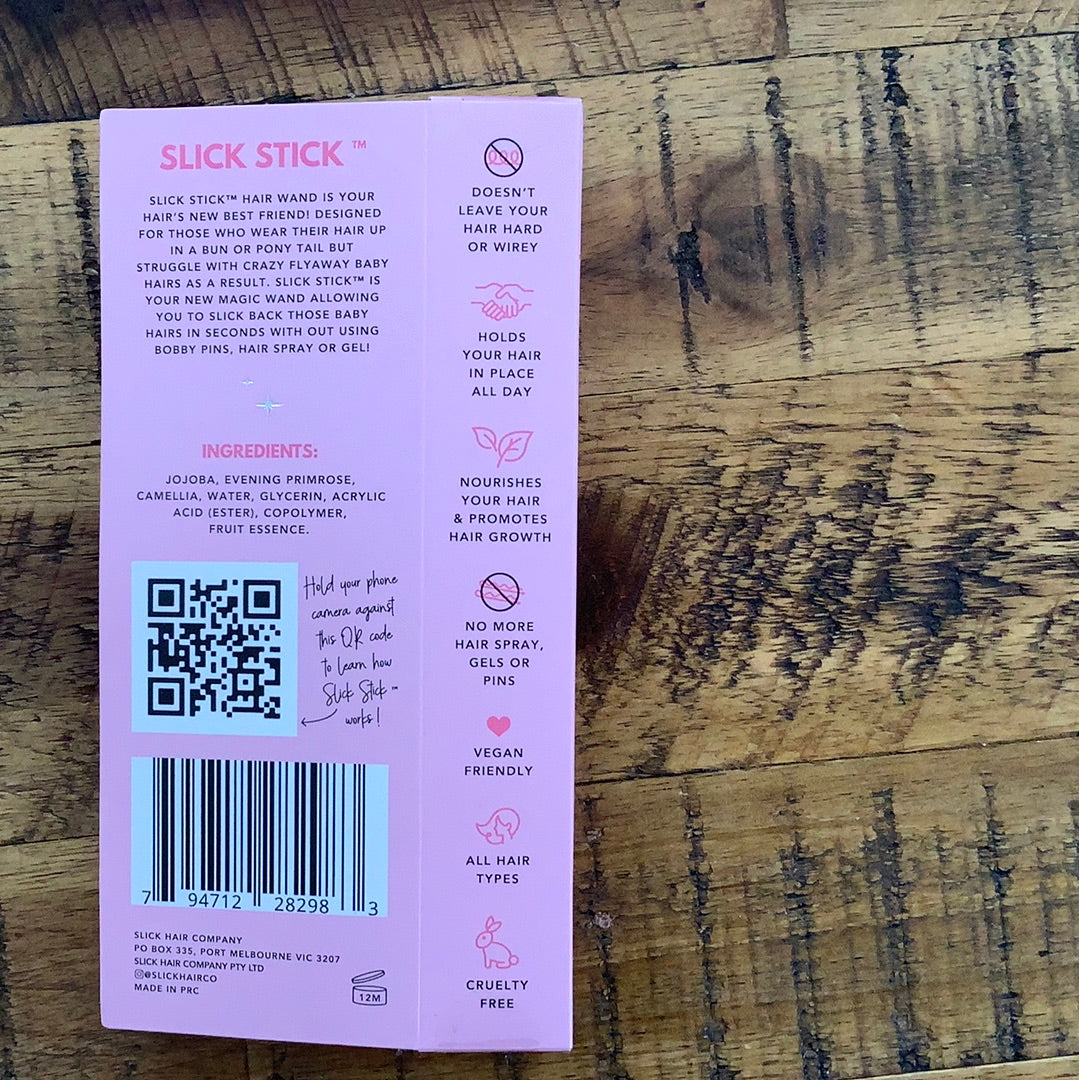 SLICK STICK ™
SLICK STICK™ HAIR WAND IS YOUR
HAIR'S NEW BEST FRIEND! DESIGNED
FOR THOSE WHO WEAR THEIR HAIR UP
IN A BUN OR PONY TAIL BUT
STRUGGLE WITH CRAZY FLYAWAY BABY
HAIRS AS A RESULT. SLICK STICK™ IS
YOUR NEW MAGIC WAND ALLOWING
YOU TO SLICK BACK THOSE BABY
HAIRS IN SECONDS WITH OUT USING
BOBBY PINS, HAIR SPRAY OR GEL!
INGREDIENTS:
JOJOBA, EVENING PRIMROSE,
CAMELLIA, WATER, GLYCERIN, ACRYLIC
ACID (ESTER), COPOLYMER,
FRUIT ESSENCE.
Hold your phone
camera against
this QR code
to learn how
Slick Stick ™
works!
7 94712 28298 3
SLICK HAIR COMPANY
PO BOX 335, PORT MELBOURNE VIC 3207
SLICK HAIR COMPANY PTY LTD
@SLICKHAIRCO
MADE IN PRC
12M
DOESN'T
LEAVE YOUR
HAIR HARD
OR WIREY
HOLDS
YOUR HAIR
IN PLACE
ALL DAY
NOURISHES
YOUR HAIR
& PROMOTES
HAIR GROWTH
NO MORE
HAIR SPRAY,
GELS OR
PINS
VEGAN
FRIENDLY
ALL HAIR
TYPES
CRUELTY
FREE